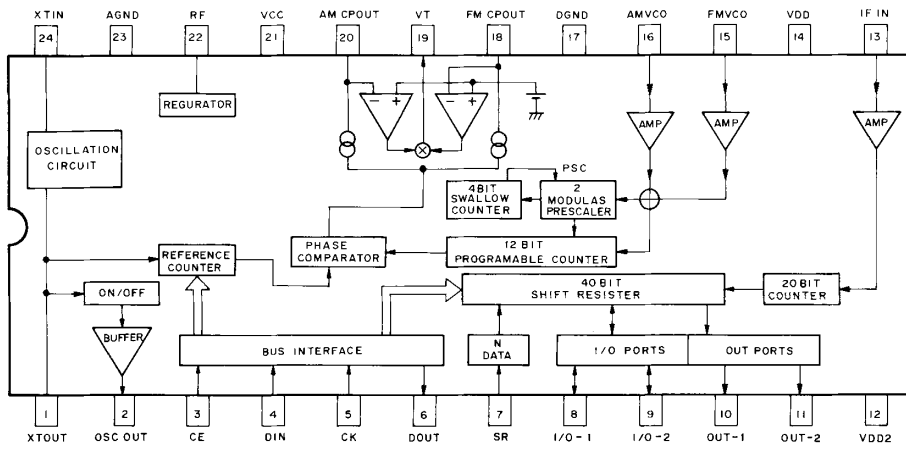 XTIN AGND RF VCC AM CPOUT VT FM CPOUT DGND AMVCO FMVCO VDD IF IN
24 23 22 21 20 19 18 17 16 15 14 13
REGURATOR
- + - +
AMP AMP AMP
OSCILLATION
CIRCUIT
PSC
4BIT
SWALLOW
COUNTER
2
MODULAS
PRESCALER
PHASE
COMPARATOR
12 BIT
PROGRAMABLE COUNTER
REFERENCE
COUNTER
ON/OFF
40 BIT
SHIFT REGISTER
20 BIT
COUNTER
BUFFER
BUS INTERFACE
N
DATA
I/O PORTS
OUT PORTS
1 2 3 4 5 6 7 8 9 10 11 12
XTOUT OSC OUT CE DIN CK DOUT SR I/O-1 I/O-2 OUT-1 OUT-2 VDD2